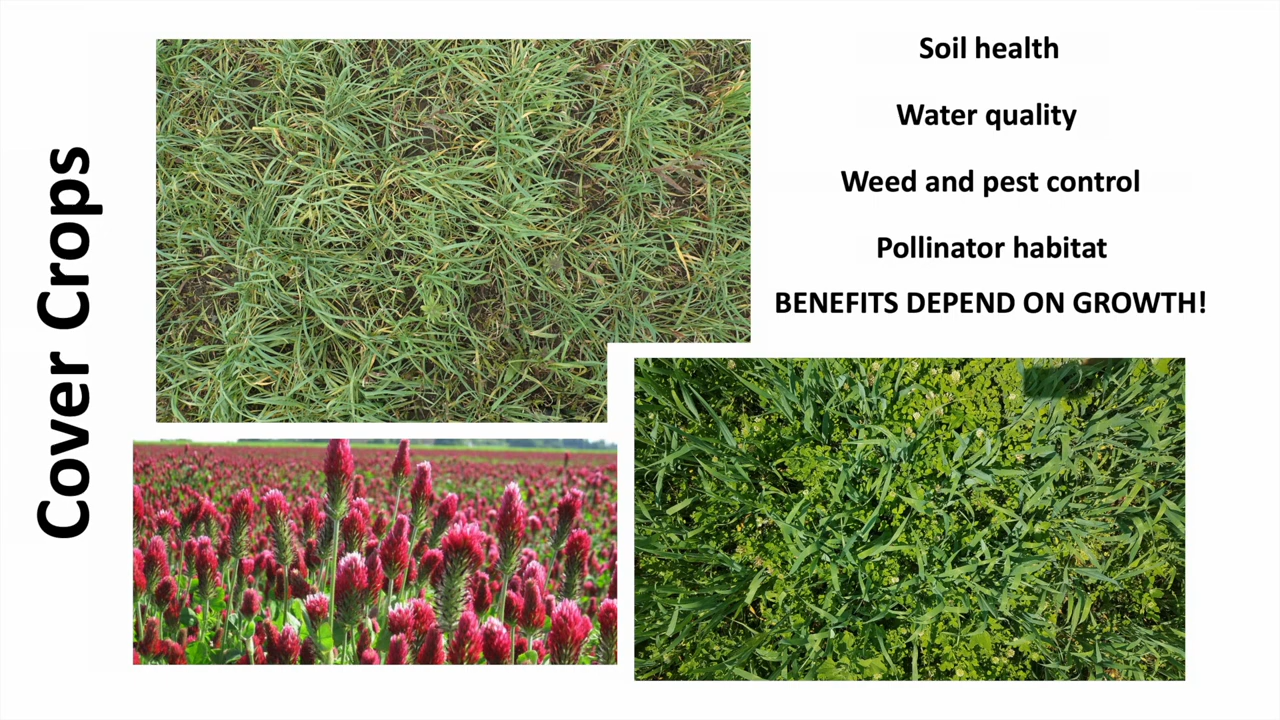 Cover Crops
Soil health
Water quality
Weed and pest control
Pollinator habitat
BENEFITS DEPEND ON GROWTH!